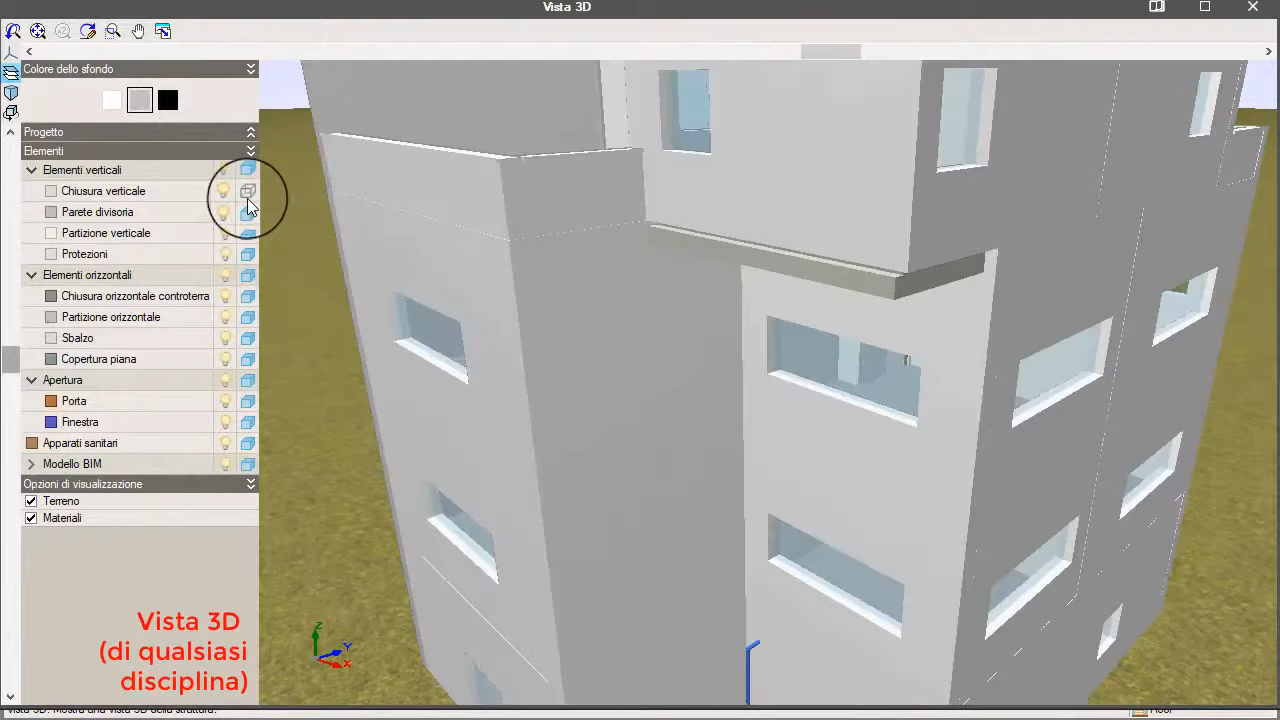 Vista 3D
Colore dello sfondo
Progetto
Elementi
Elementi verticali
Chiusura verticale
Parete divisoria
Partizione verticale
Protezioni
Elementi orizzontali
Chiusura orizzontale controterra
Partizione orizzontale
Sbalzo
Copertura piana
Apertura
Porta
Finestra
Apparati sanitari
Modello BIM
Opzioni di visualizzazione
Terreno
Materiali
Vista 3D
(di qualsiasi
disciplina)
Z
Y
X
Vista 3D. Mostra una vista 3D della struttura.